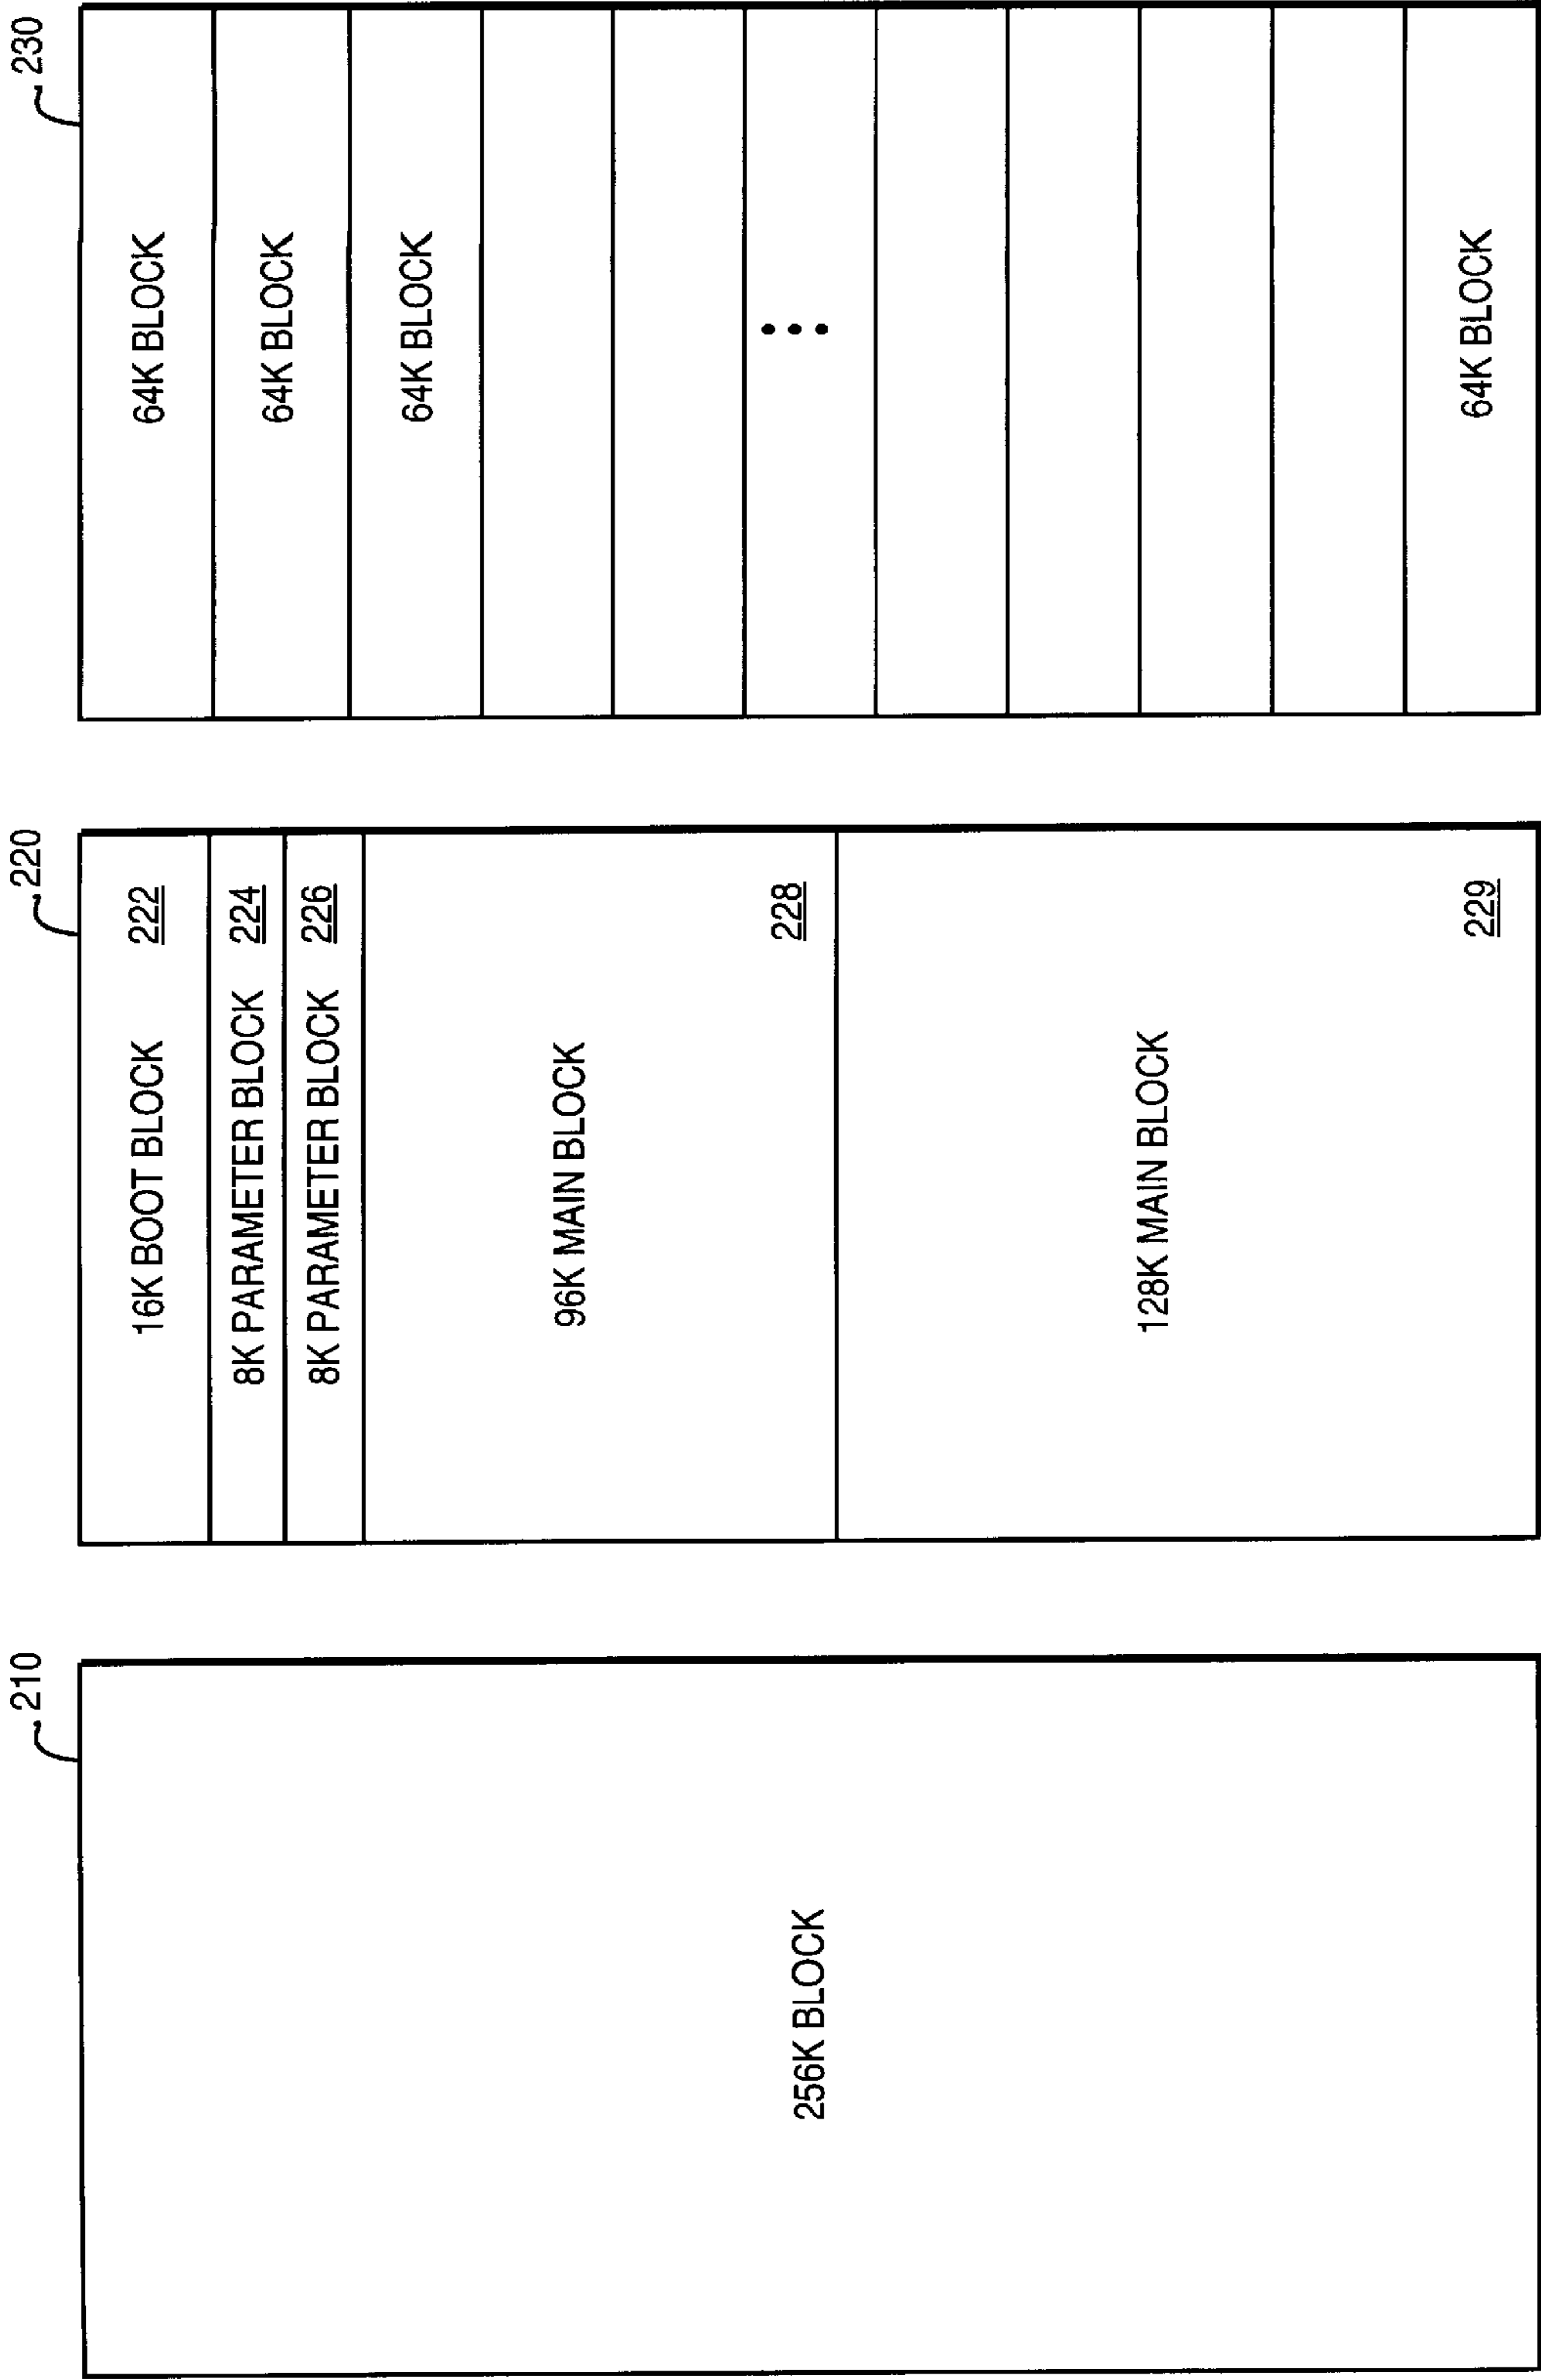 210
256K BLOCK
220
16K BOOT BLOCK 222
8K PARAMETER BLOCK 224
8K PARAMETER BLOCK 226
96K MAIN BLOCK
228
128K MAIN BLOCK
229
230
64K BLOCK
64K BLOCK
64K BLOCK
64K BLOCK